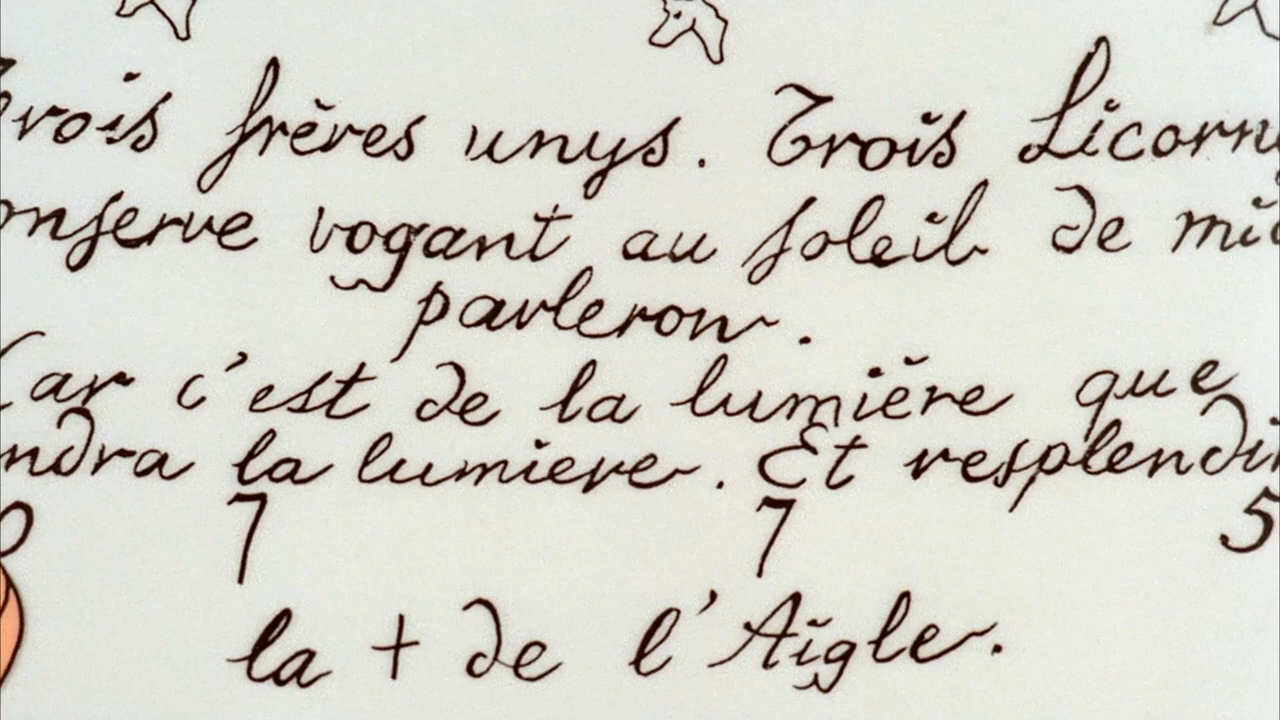 rois frères unys. Trois Licorn
onserve vogant au soleil de mi
parleron.
Car c'est de la lumière que
ndra la lumiere. Et resplendi
7 7 5
la + de l'Aigle.